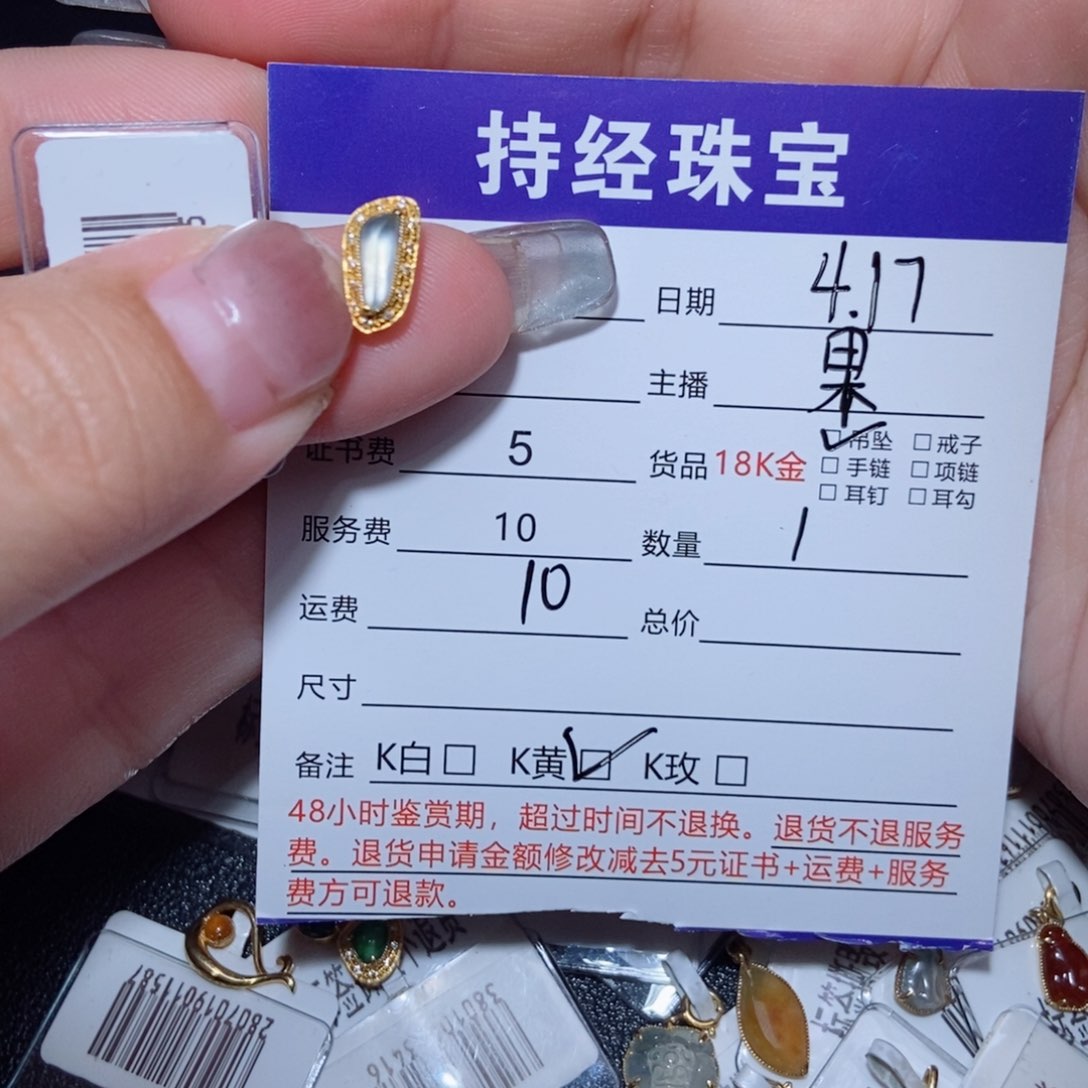 持经珠宝
日期 4.17
主播 果
证书费 5 货品 18K金 吊坠 戒子
手链 项链
耳钉 耳勾
服务费 10 数量 1
运费 10 总价
尺寸
备注 K白 K黄 K玫
48小时鉴赏期，超过时间不退换。退货不退服务
费。退货申请金额修改减去5元证书+运费+服务
费方可退款。
2807019011587